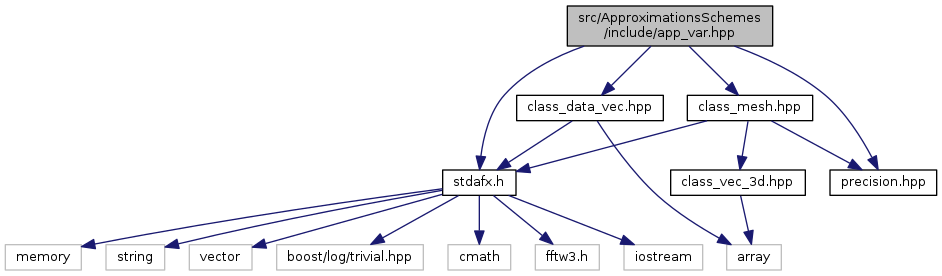 src/ApproximationsSchemes
/include/app_var.hpp
class_data_vec.hpp
class_mesh.hpp
stdafx.h
class_vec_3d.hpp
precision.hpp
memory
string
vector
boost/log/trivial.hpp
cmath
fftw3.h
iostream
array